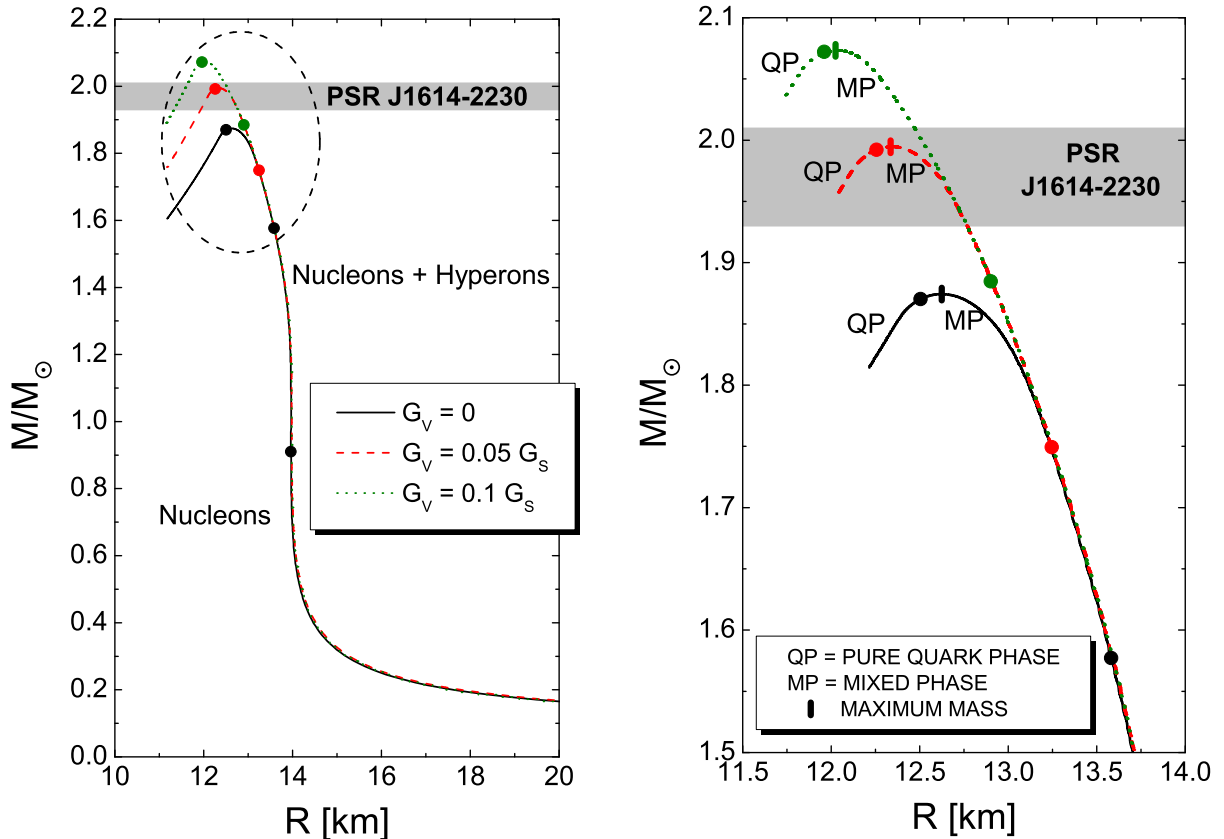 2.2
2.0
1.8
1.6
1.4
1.2
1.0
0.8
0.6
0.4
0.2
0.0
M/M⊙
PSR J1614-2230
Nucleons + Hyperons
G_V = 0
G_V = 0.05 G_S
G_V = 0.1 G_S
Nucleons
10 12 14 16 18 20
R [km]
2.1
2.0
1.9
1.8
1.7
1.6
1.5
M/M⊙
QP MP
PSR
J1614-2230
QP MP
QP MP
QP = PURE QUARK PHASE
MP = MIXED PHASE
MAXIMUM MASS
11.5 12.0 12.5 13.0 13.5 14.0
R [km]